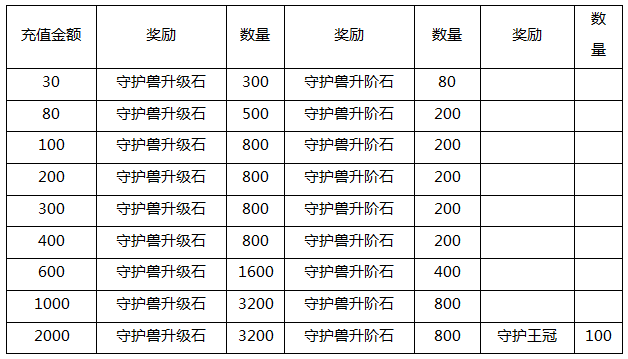 充值金额 奖励 数量 奖励 数量 奖励 数量
30 守护兽升级石 300 守护兽升阶石 80
80 守护兽升级石 500 守护兽升阶石 200
100 守护兽升级石 800 守护兽升阶石 200
200 守护兽升级石 800 守护兽升阶石 200
300 守护兽升级石 800 守护兽升阶石 200
400 守护兽升级石 800 守护兽升阶石 200
600 守护兽升级石 1600 守护兽升阶石 400
1000 守护兽升级石 3200 守护兽升阶石 800
2000 守护兽升级石 3200 守护兽升阶石 800 守护王冠 100